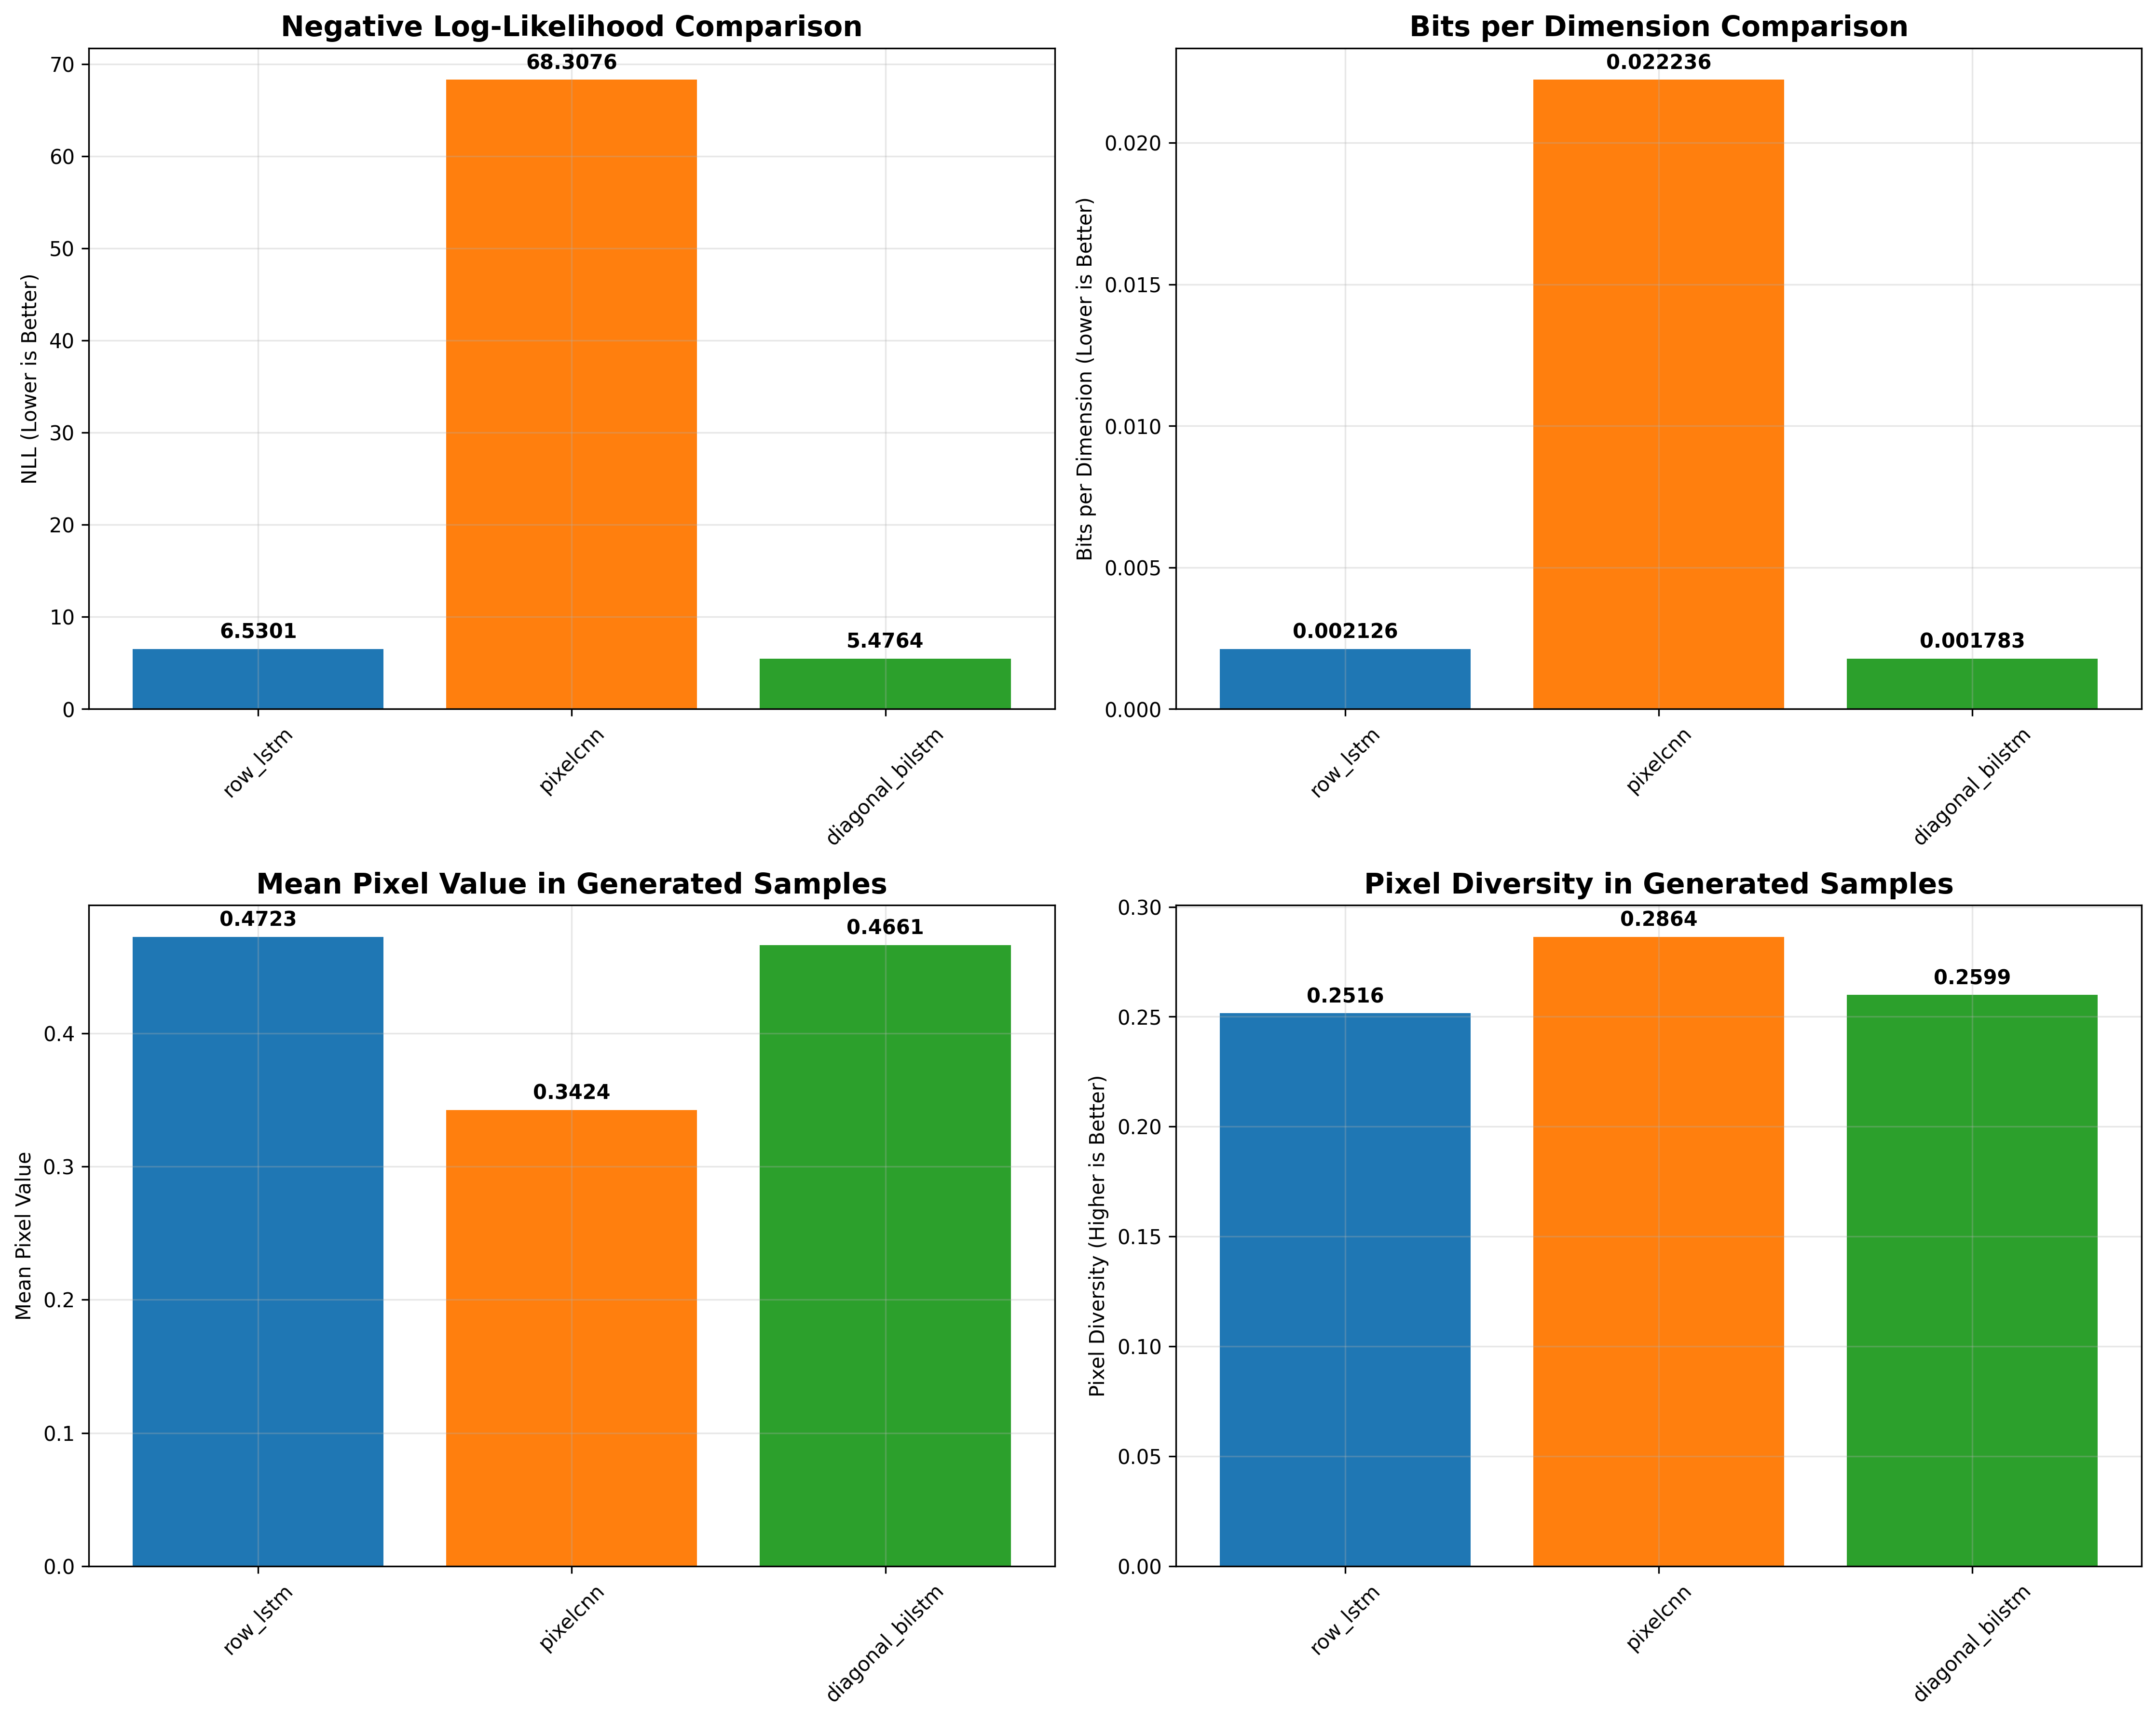 Negative Log-Likelihood Comparison
NLL (Lower is Better)
70
60
50
40
30
20
10
0
6.5301
68.3076
5.4764
row_lstm
pixelcnn
diagonal_bilstm
Bits per Dimension Comparison
Bits per Dimension (Lower is Better)
0.020
0.015
0.010
0.005
0.000
0.002126
0.022236
0.001783
row_lstm
pixelcnn
diagonal_bilstm
Mean Pixel Value in Generated Samples
Mean Pixel Value
0.4
0.3
0.2
0.1
0.0
0.4723
0.3424
0.4661
row_lstm
pixelcnn
diagonal_bilstm
Pixel Diversity in Generated Samples
Pixel Diversity (Higher is Better)
0.30
0.25
0.20
0.15
0.10
0.05
0.00
0.2516
0.2864
0.2599
row_lstm
pixelcnn
diagonal_bilstm